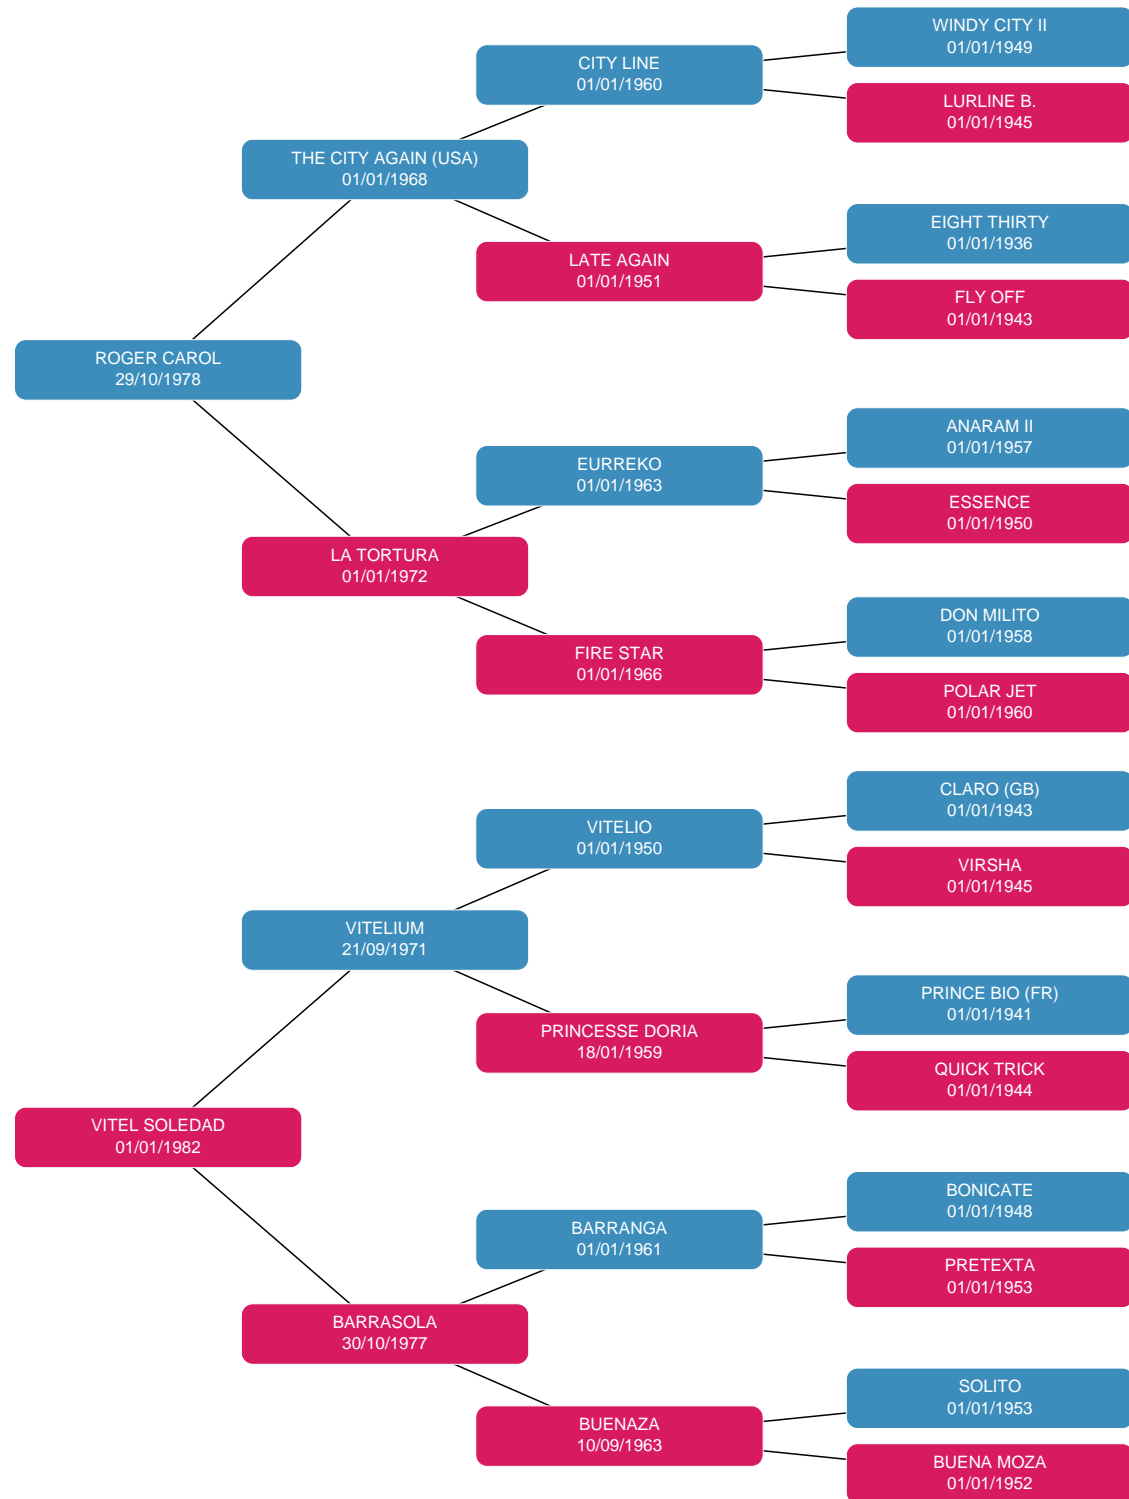 WINDY CITY II
01/01/1949
CITY LINE
01/01/1960
LURLINE B.
01/01/1945
THE CITY AGAIN (USA)
01/01/1968
EIGHT THIRTY
01/01/1936
LATE AGAIN
01/01/1951
FLY OFF
01/01/1943
ROGER CAROL
29/10/1978
ANARAM II
01/01/1957
EURREKO
01/01/1963
ESSENCE
01/01/1950
LA TORTURA
01/01/1972
DON MILITO
01/01/1958
FIRE STAR
01/01/1966
POLAR JET
01/01/1960
CLARO (GB)
01/01/1943
VITELIO
01/01/1950
VIRSHA
01/01/1945
VITELIUM
21/09/1971
PRINCE BIO (FR)
01/01/1941
PRINCESSE DORIA
18/01/1959
QUICK TRICK
01/01/1944
VITEL SOLEDAD
01/01/1982
BONICATE
01/01/1948
BARRANGA
01/01/1961
PRETEXTA
01/01/1953
BARRASOLA
30/10/1977
SOLITO
01/01/1953
BUENAZA
10/09/1963
BUENA MOZA
01/01/1952